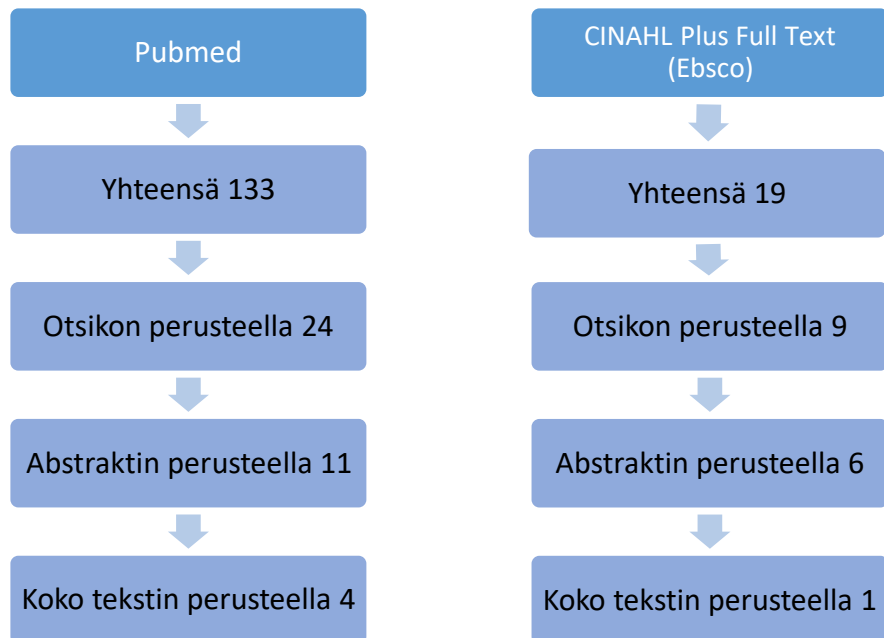 Pubmed
Yhteensä 133
Otsikon perusteella 24
Abstraktin perusteella 11
Koko tekstin perusteella 4
CINAHL Plus Full Text
(Ebsco)
Yhteensä 19
Otsikon perusteella 9
Abstraktin perusteella 6
Koko tekstin perusteella 1